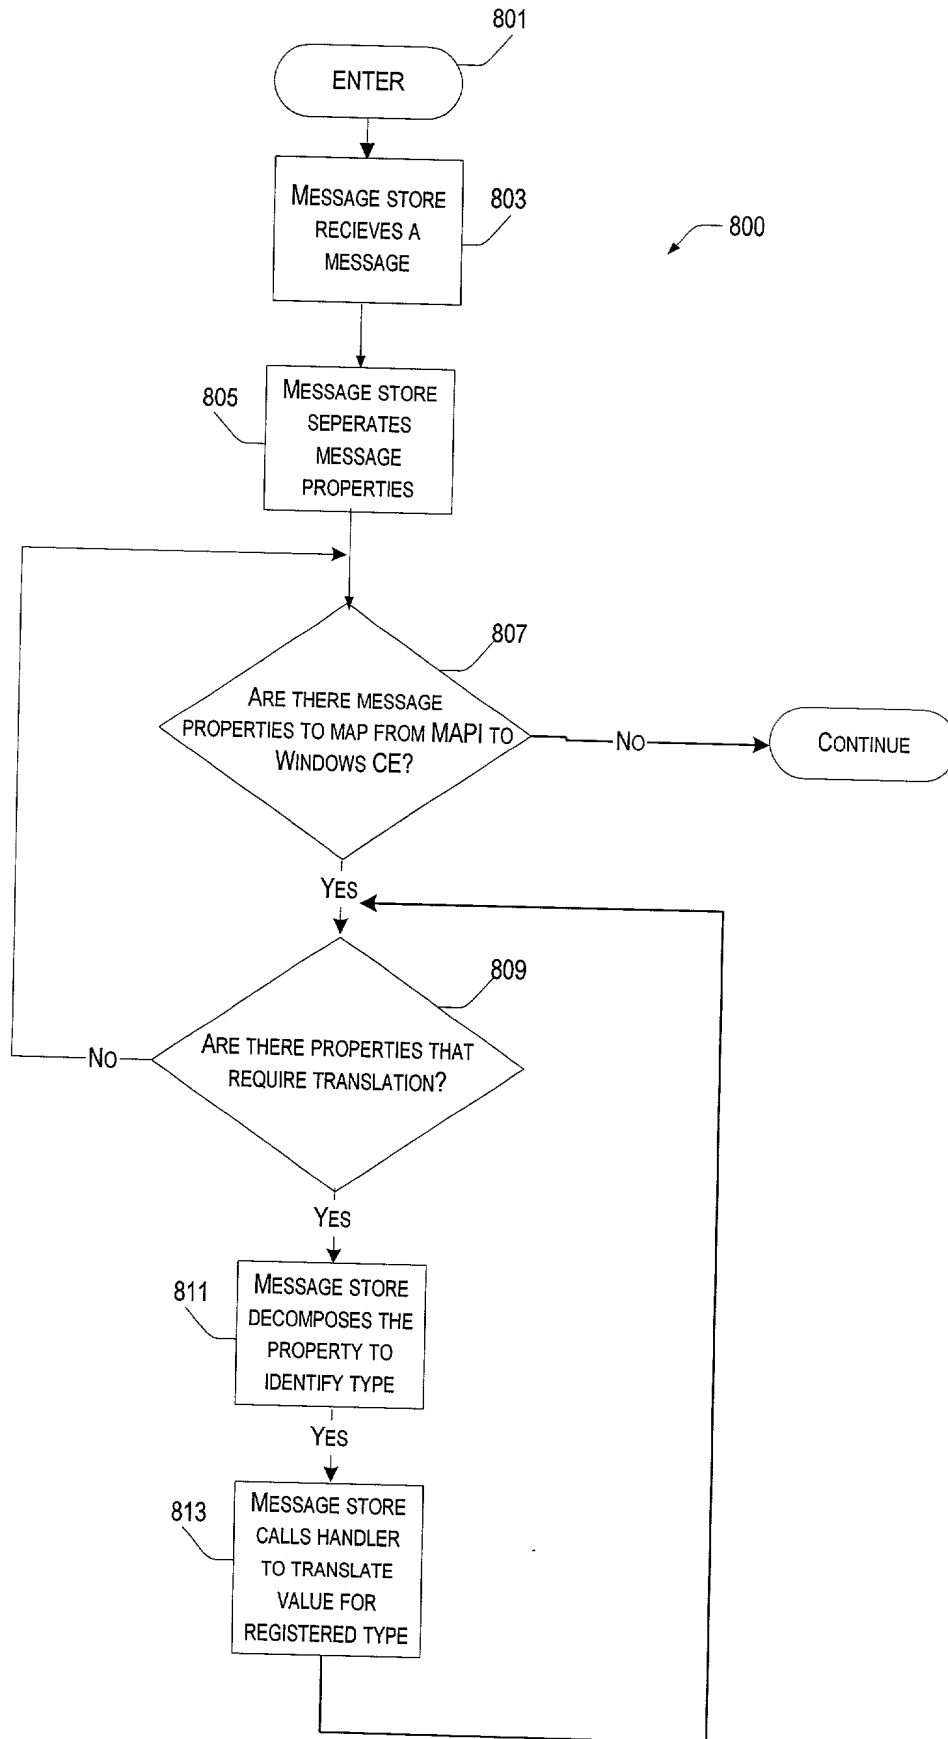 801
ENTER
MESSAGE STORE
RECIEVES A
MESSAGE
803
800
805
MESSAGE STORE
SEPERATES
MESSAGE
PROPERTIES
807
ARE THERE MESSAGE
PROPERTIES TO MAP FROM MAPI TO
WINDOWS CE?
NO
CONTINUE
YES
809
ARE THERE PROPERTIES THAT
REQUIRE TRANSLATION?
NO
YES
811
MESSAGE STORE
DECOMPOSES THE
PROPERTY TO
IDENTIFY TYPE
YES
813
MESSAGE STORE
CALLS HANDLER
TO TRANSLATE
VALUE FOR
REGISTERED TYPE